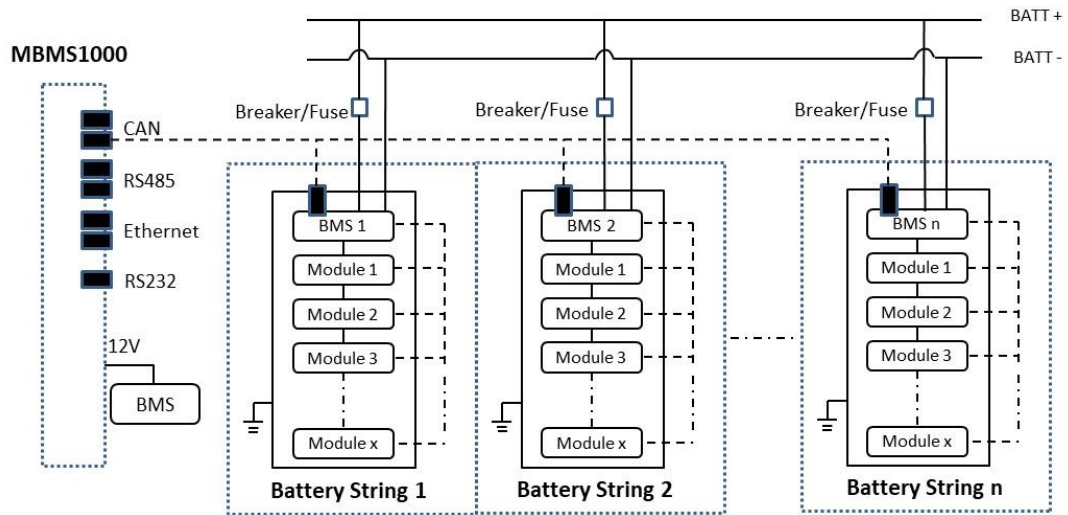 BATT +
MBMS1000
BATT -
Breaker/Fuse
Breaker/Fuse
Breaker/Fuse
CAN
RS485
Ethernet
RS232
12V
BMS
BMS 1
Module 1
Module 2
Module 3
Module x
Battery String 1
BMS 2
Module 1
Module 2
Module 3
Module x
Battery String 2
BMS n
Module 1
Module 2
Module 3
Module x
Battery String n